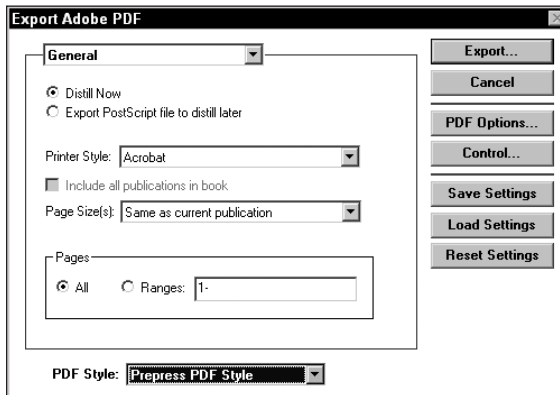 Export Adobe PDF
General
Distill Now
Export PostScript file to distill later
Printer Style: Acrobat
Include all publications in book
Page Size(s): Same as current publication
Pages
All Ranges: 1-
PDF Style: Prepress PDF Style
Export...
Cancel
PDF Options...
Control...
Save Settings
Load Settings
Reset Settings